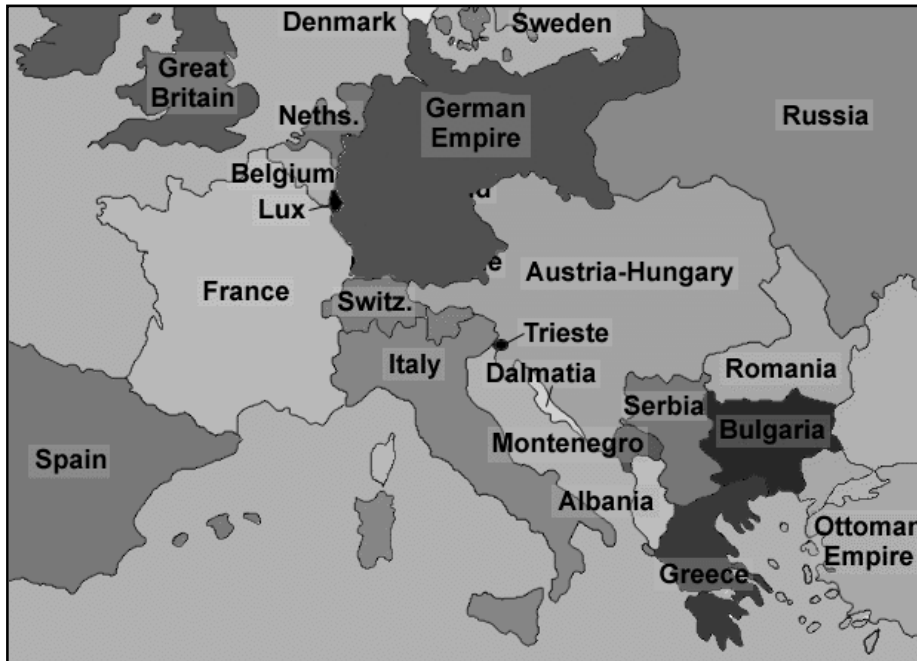 Denmark
Sweden
Great
Britain
Neths.
German
Empire
Russia
Belgium
Lux
Austria-Hungary
France
Switz.
Trieste
Italy
Dalmatia
Romania
Serbia
Bulgaria
Montenegro
Spain
Albania
Ottoman
Empire
Greece